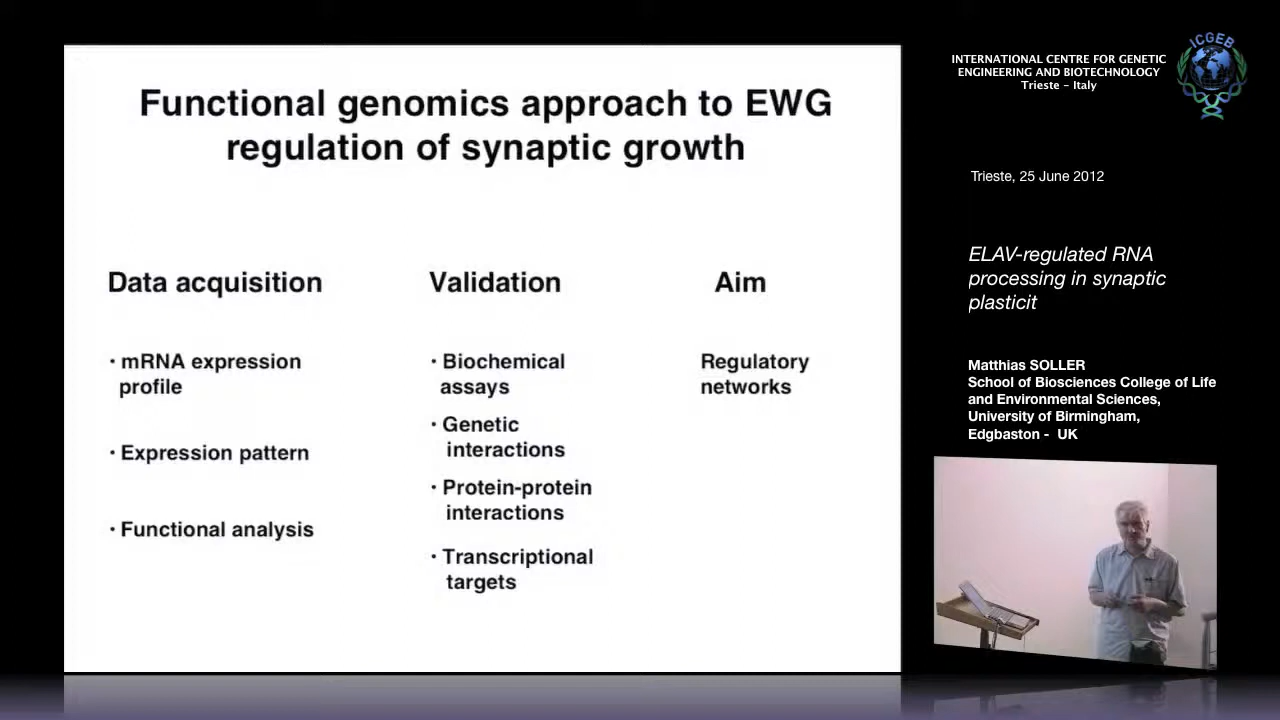 Functional genomics approach to EWG
regulation of synaptic growth
Data acquisition
· mRNA expression
profile
· Expression pattern
· Functional analysis
Validation
· Biochemical
assays
· Genetic
interactions
· Protein-protein
interactions
· Transcriptional
targets
Aim
Regulatory
networks
INTERNATIONAL CENTRE FOR GENETIC
ENGINEERING AND BIOTECHNOLOGY
Trieste - Italy
ICGEB
Trieste, 25 June 2012
ELAV-regulated RNA
processing in synaptic
plasticit
Matthias SOLLER
School of Biosciences College of Life
and Environmental Sciences,
University of Birmingham,
Edgbaston - UK